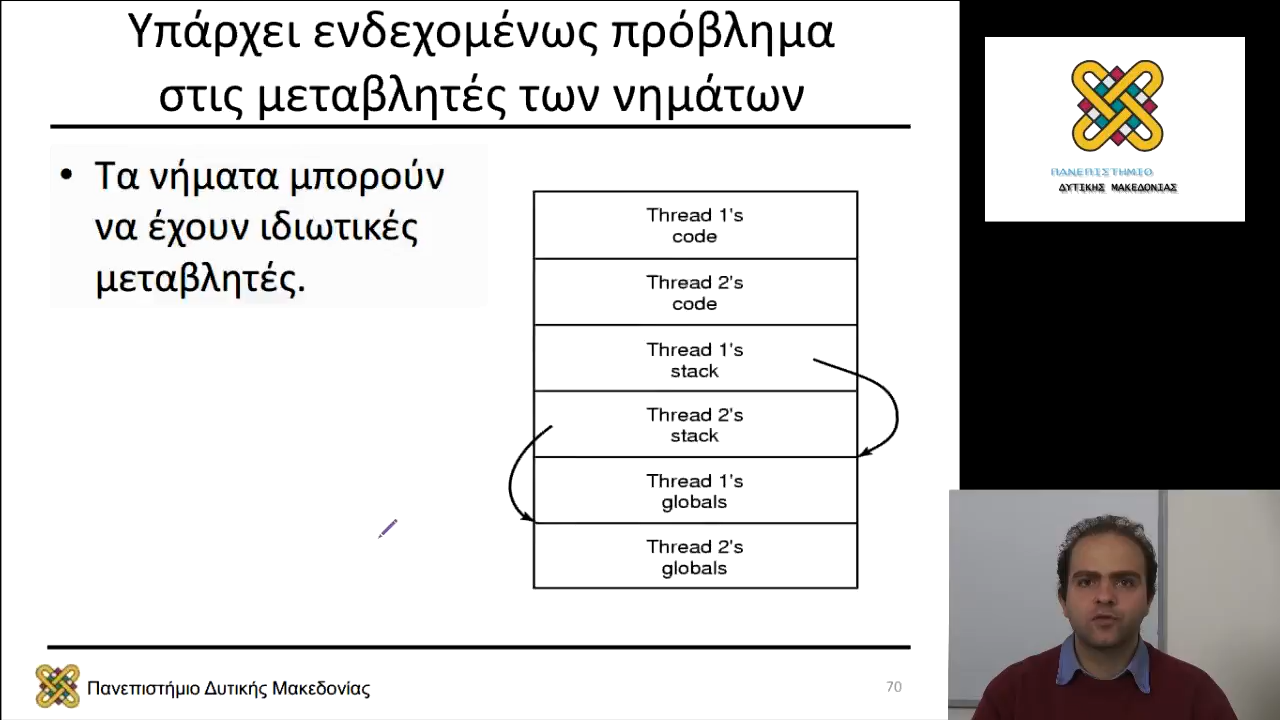 Υπάρχει ενδεχομένως πρόβλημα
στις μεταβλητές των νημάτων
• Τα νήματα μπορούν
να έχουν ιδιωτικές
μεταβλητές.
Thread 1's
code
Thread 2's
code
Thread 1's
stack
Thread 2's
stack
Thread 1's
globals
Thread 2's
globals
Πανεπιστήμιο Δυτικής Μακεδονίας
70
ΠΑΝΕΠΙΣΤΗΜΙΟ
ΔΥΤΙΚΗΣ ΜΑΚΕΔΟΝΙΑΣ